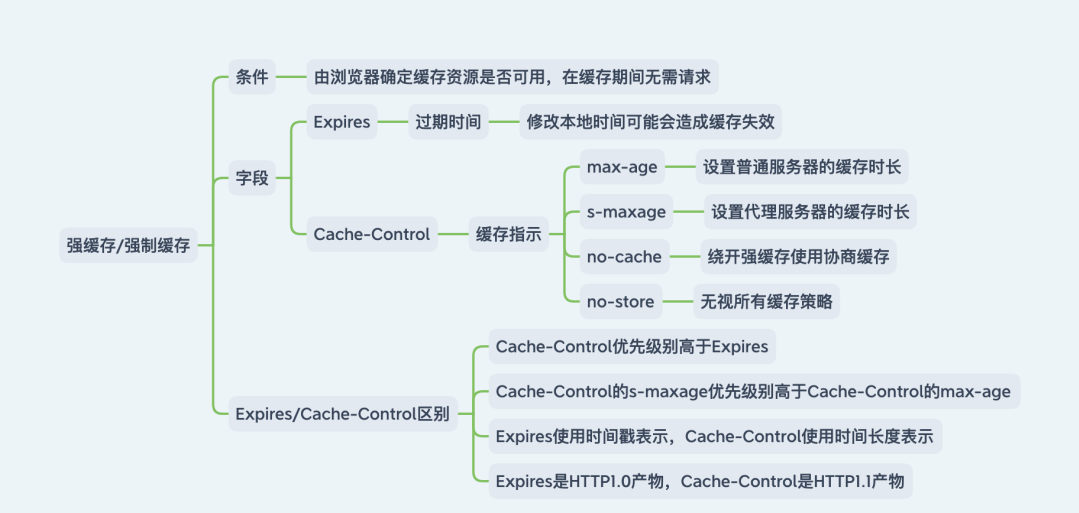 强缓存/强制缓存
条件
由浏览器确定缓存资源是否可用，在缓存期间无需请求
字段
Expires
过期时间
修改本地时间可能会造成缓存失效
Cache-Control
缓存指示
max-age
设置普通服务器的缓存时长
s-maxage
设置代理服务器的缓存时长
no-cache
绕开强缓存使用协商缓存
no-store
无视所有缓存策略
Expires/Cache-Control区别
Cache-Control优先级别高于Expires
Cache-Control的s-maxage优先级别高于Cache-Control的max-age
Expires使用时间戳表示，Cache-Control使用时间长度表示
Expires是HTTP1.0产物，Cache-Control是HTTP1.1产物